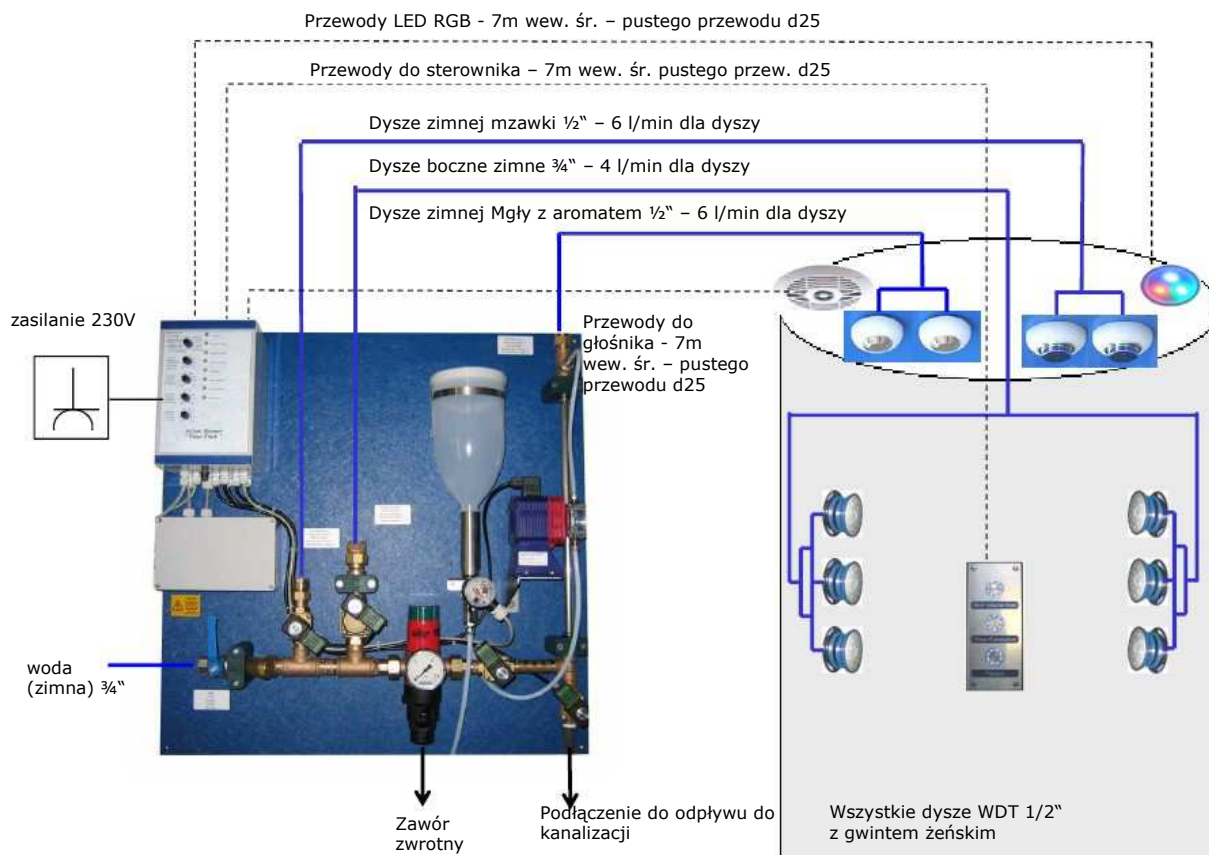 Przewody LED RGB - 7m wew. śr. – pustego przewodu d25
Przewody do sterownika – 7m wew. śr. pustego przew. d25
Dysze zimnej mzawki ½“ – 6 l/min dla dyszy
Dysze boczne zimne ¾“ – 4 l/min dla dyszy
Dysze zimnej Mgły z aromatem ½“ – 6 l/min dla dyszy
zasilanie 230V
Przewody do
głośnika - 7m
wew. śr. – pustego
przewodu d25
woda
(zimna) ¾“
Zawór
zwrotny
Podłączenie do odpływu do
kanalizacji
Wszystkie dysze WDT 1/2“
z gwintem żeńskim